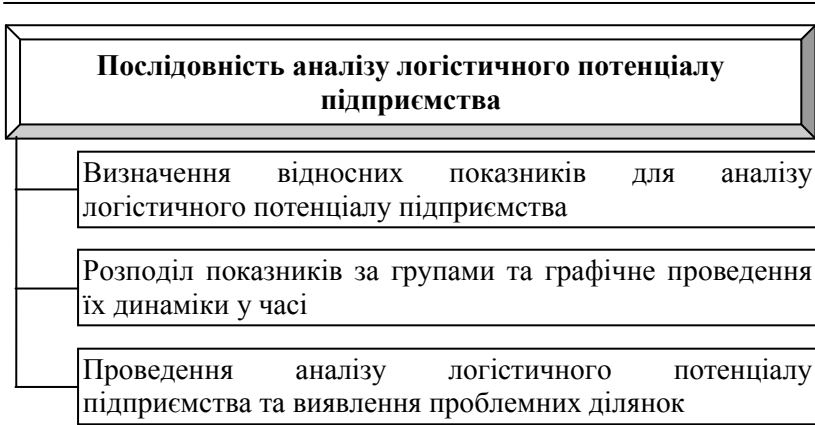 Послідовність аналізу логістичного потенціалу
підприємства
Визначення відносних показників для аналізу
логістичного потенціалу підприємства
Розподіл показників за групами та графічне проведення
їх динаміки у часі
Проведення аналізу логістичного потенціалу
підприємства та виявлення проблемних ділянок